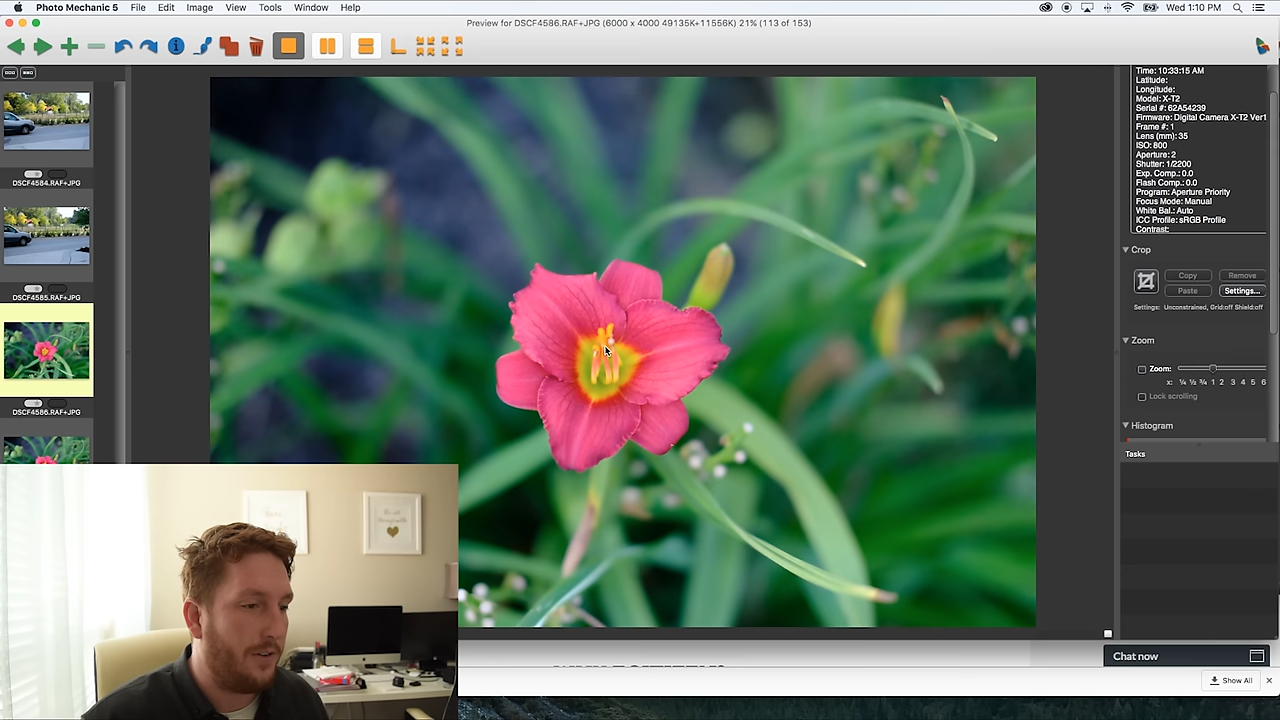 Photo Mechanic 5 File Edit Image View Tools Window Help
Wed 1:10 PM
Preview for DSCF4586.RAF+JPG (6000 x 4000 49135K+11556K) 21% (113 of 153)
DSCF4584.RAF+JPG
DSCF4585.RAF+JPG
DSCF4586.RAF+JPG
Time: 10:33:15 AM
Latitude:
Longitude:
Model: X-T2
Serial #: 62A54239
Firmware: Digital Camera X-T2 Ver1
Frame #: 1
Lens (mm): 35
ISO: 800
Aperture: 2
Shutter: 1/2200
Exp. Comp.: 0.0
Flash Comp.: 0.0
Program: Aperture Priority
Focus Mode: Manual
White Bal.: Auto
ICC Profile: sRGB Profile
Contrast:
Crop
Copy Remove
Paste Settings...
Settings: Unconstrained, Grid:off Shield:off
Zoom
Zoom:
x: ¼ ½ ¾ 1 2 3 4 5 6
Lock scrolling
Histogram
Tasks
Chat now
Show All